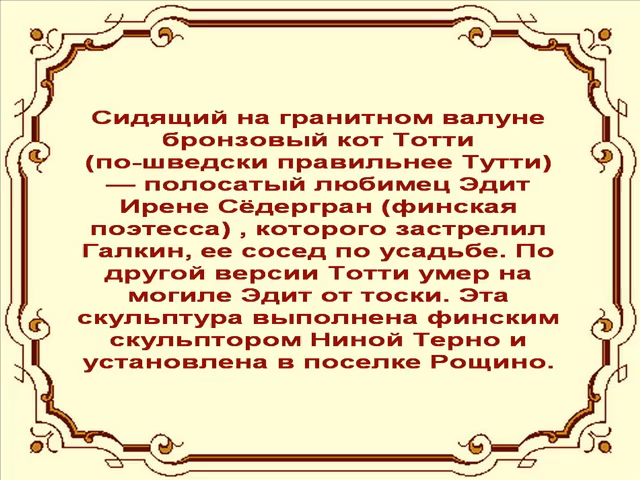 Сидящий на гранитном валуне
бронзовый кот Тотти
(по-шведски правильнее Тутти)
— полосатый любимец Эдит
Ирене Сёдергран (финская
поэтесса) , которого застрелил
Галкин, ее сосед по усадьбе. По
другой версии Тотти умер на
могиле Эдит от тоски. Эта
скульптура выполнена финским
скульптором Ниной Терно и
установлена в поселке Рощино.